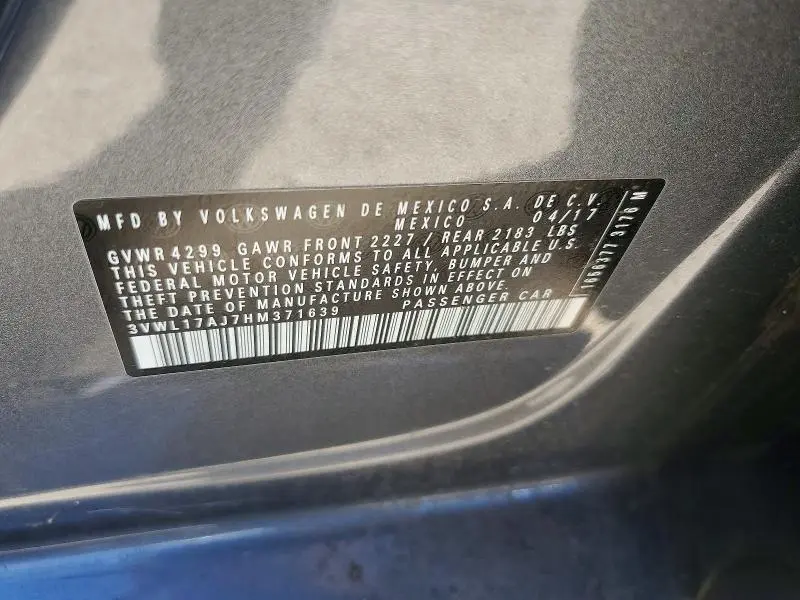 MFD BY VOLKSWAGEN DE MEXICO S.A. DE C.V.
MEXICO 04/17
GVWR 4299 GAWR FRONT 2227 / REAR 2183 LBS
THIS VEHICLE CONFORMS TO ALL APPLICABLE U.S.
FEDERAL MOTOR VEHICLE SAFETY, BUMPER AND
THEFT PREVENTION STANDARDS IN EFFECT ON
THE DATE OF MANUFACTURE SHOWN ABOVE.
3VWL17AJ7HM371639 PASSENGER CAR
3176 M